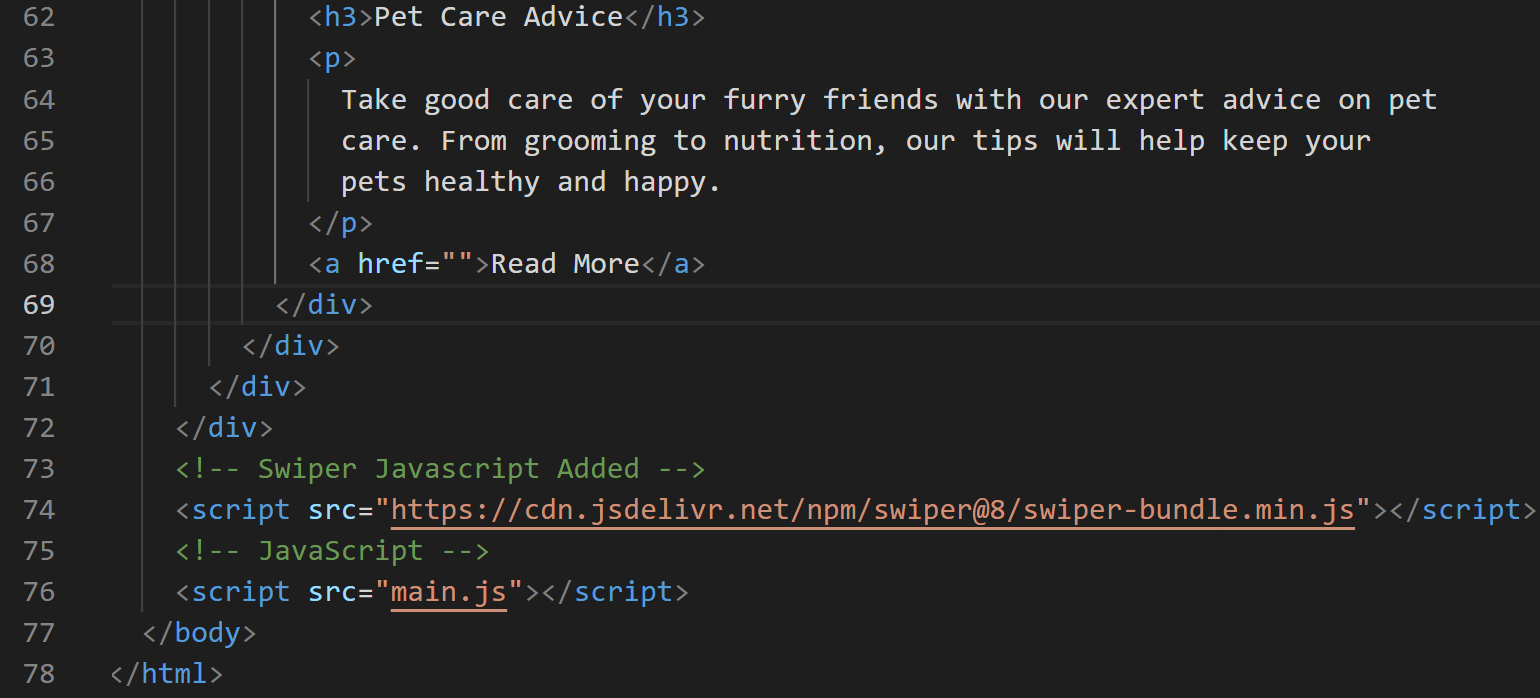 62 <h3>Pet Care Advice</h3>
63 <p>
64 Take good care of your furry friends with our expert advice on pet
65 care. From grooming to nutrition, our tips will help keep your
66 pets healthy and happy.
67 </p>
68 <a href="">Read More</a>
69 </div>
70 </div>
71 </div>
72 </div>
73 <!-- Swiper Javascript Added -->
74 <script src="https://cdn.jsdelivr.net/npm/swiper@8/swiper-bundle.min.js"></script>
75 <!-- JavaScript -->
76 <script src="main.js"></script>
77 </body>
78 </html>